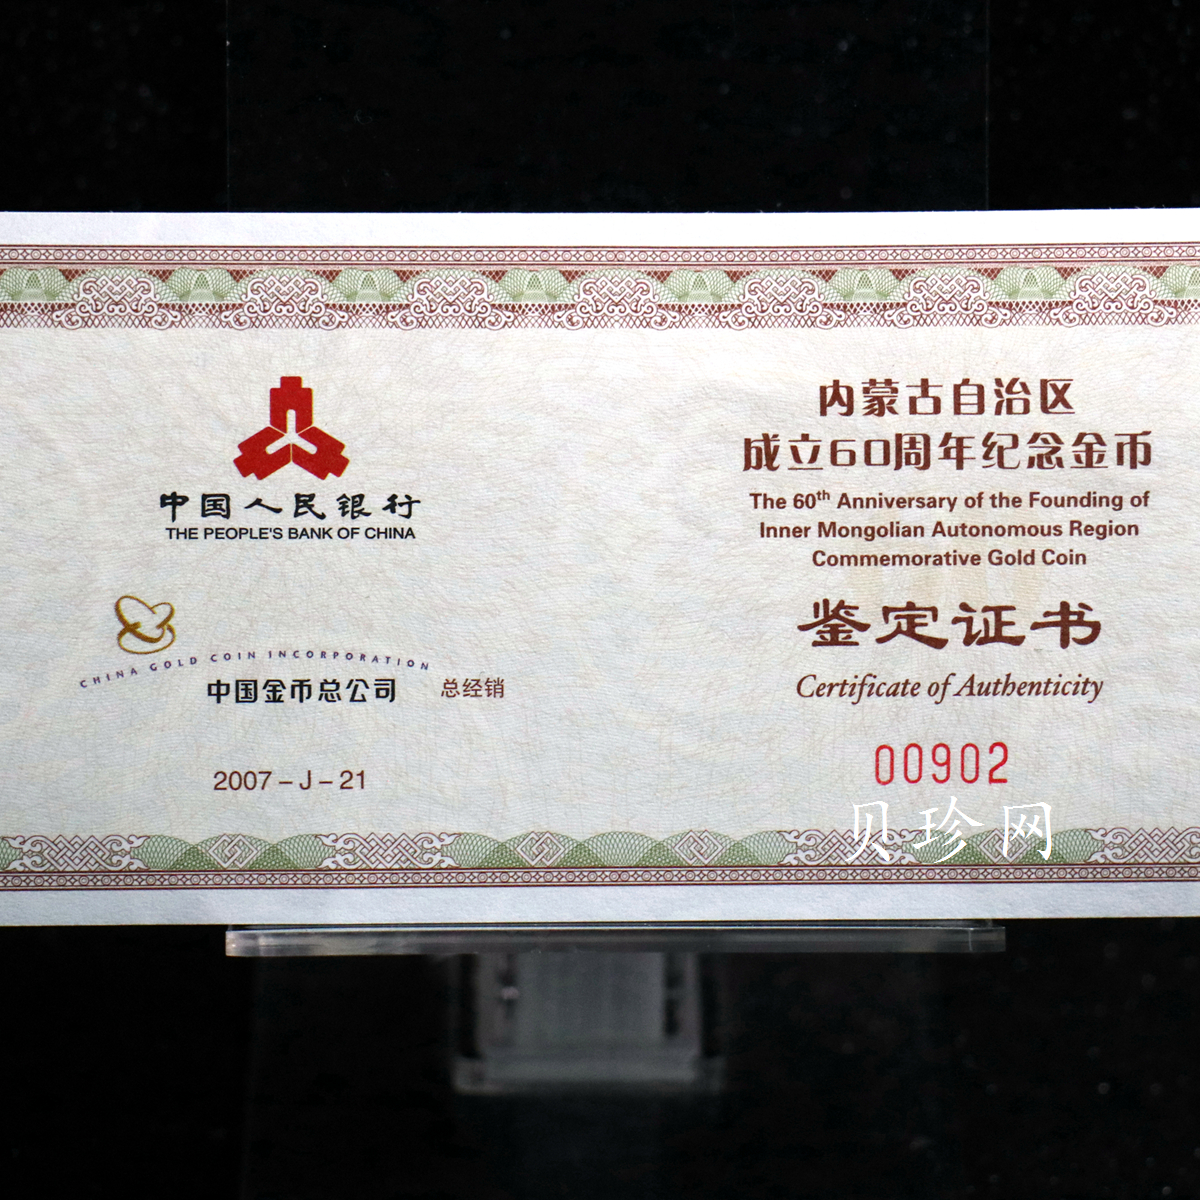 中国人民银行
THE PEOPLE'S BANK OF CHINA
CHINA GOLD COIN INCORPORATION
中国金币总公司 总经销
2007－J－21
内蒙古自治区
成立60周年纪念金币
The 60th Anniversary of the Founding of
Inner Mongolian Autonomous Region
Commemorative Gold Coin
鉴定证书
Certificate of Authenticity
00902
贝珍网